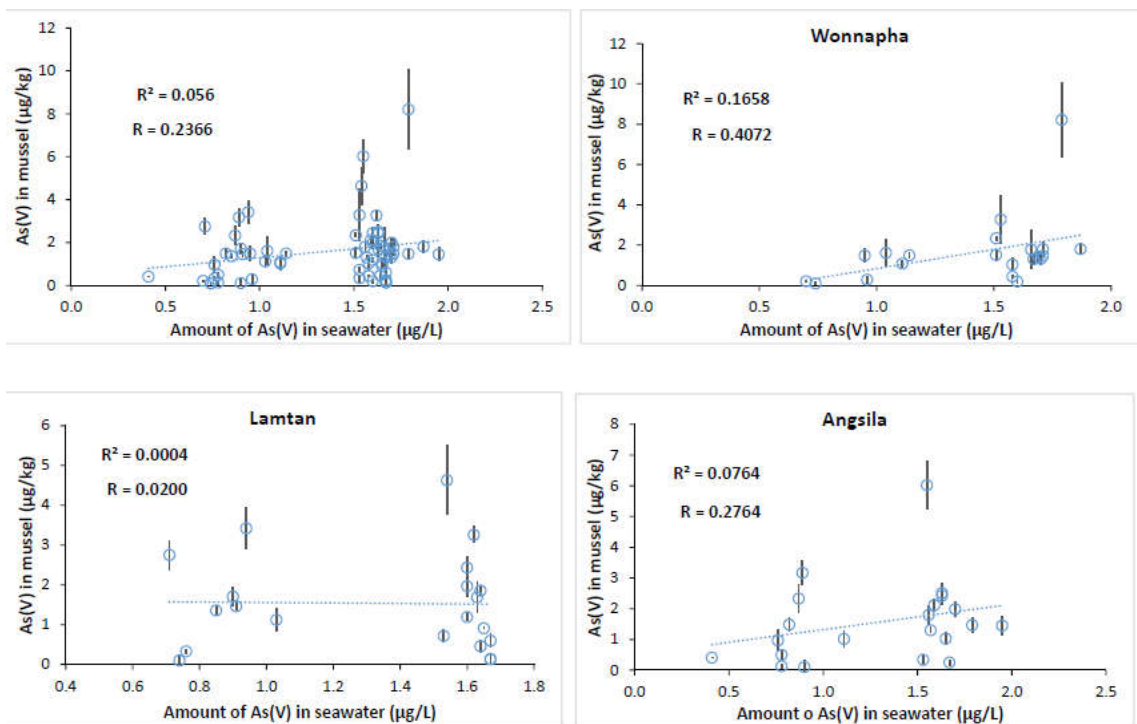 12
10
8
6
4
2
0
0.0 0.5 1.0 1.5 2.0 2.5
As(V) in mussel (µg/kg)
Amount of As(V) in seawater (µg/L)
R² = 0.056
R = 0.2366
Wonnapha
12
10
8
6
4
2
0
0.0 0.5 1.0 1.5 2.0
As(V) in mussel (µg/kg)
Amount of As(V) in seawater (µg/L)
R² = 0.1658
R = 0.4072
Lamtan
6
5
4
3
2
1
0
0.4 0.6 0.8 1.0 1.2 1.4 1.6 1.8
As(V) in mussel (µg/kg)
Amount of As(V) in seawater (µg/L)
R² = 0.0004
R = 0.0200
Angsila
8
7
6
5
4
3
2
1
0
0.0 0.5 1.0 1.5 2.0 2.5
As(V) in mussel (µg/kg)
Amount o As(V) in seawater (µg/L)
R² = 0.0764
R = 0.2764